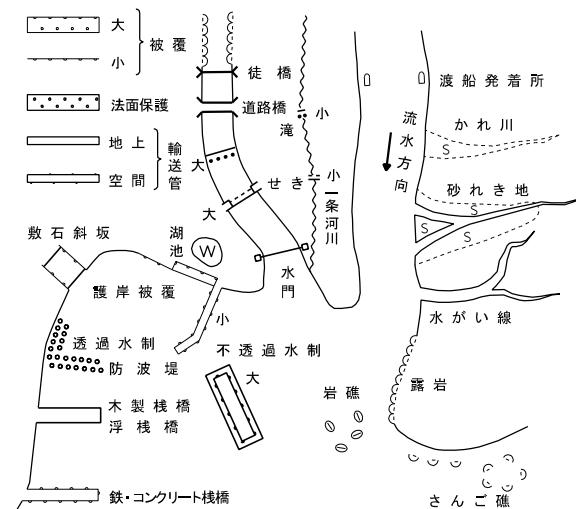 大
被覆
小
法面保護
地上
輸送管
空間
徒橋
道路橋
小
滝
大
せき
小
大
一条河川
水門
湖池
W
敷石斜坂
護岸被覆
小
透過水制
防波堤
不透過水制
大
木製桟橋
浮桟橋
鉄・コンクリート桟橋
渡船発着所
流水方向
かれ川
S
砂れき地
S
S
S
水がい線
露岩
岩礁
さんご礁